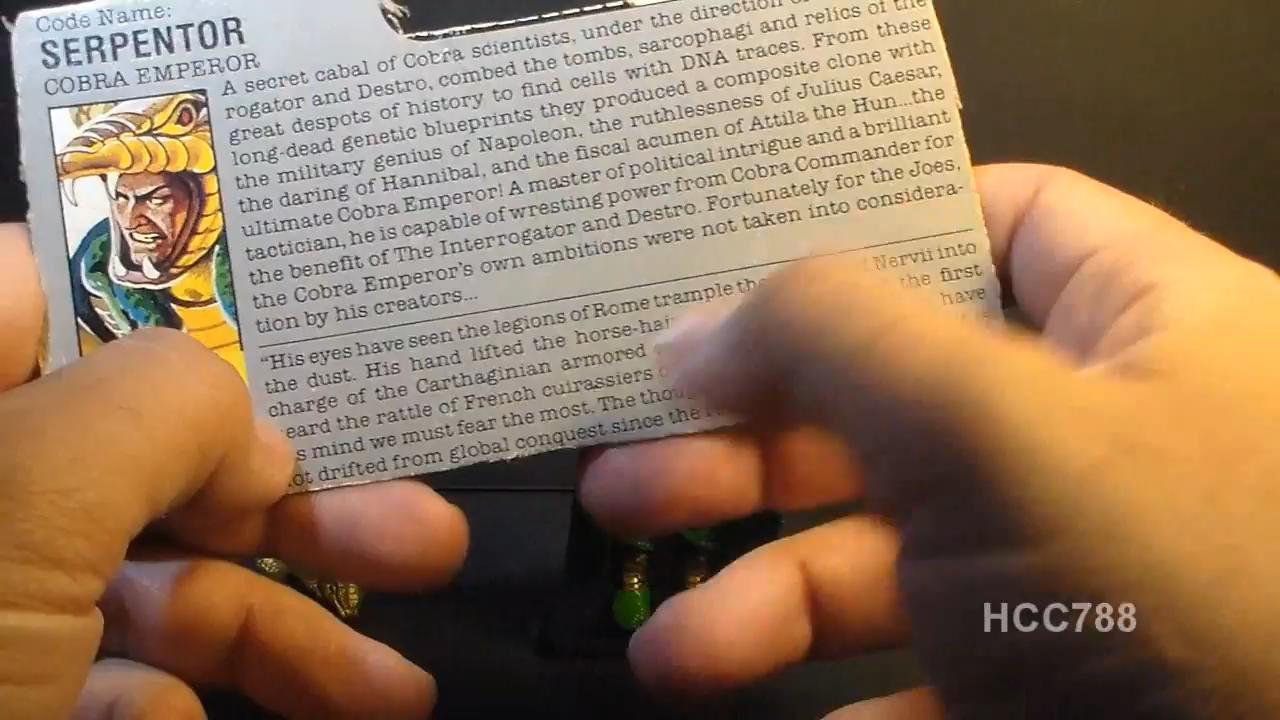 Code Name:
SERPENTOR
COBRA EMPEROR
A secret cabal of Cobra scientists, under the direction
rogator and Destro, combed the tombs, sarcophagi and relics of the
great despots of history to find cells with DNA traces. From these
long-dead genetic blueprints they produced a composite clone with
the military genius of Napoleon, the ruthlessness of Julius Caesar,
the daring of Hannibal, and the fiscal acumen of Attila the Hun...the
ultimate Cobra Emperor! A master of political intrigue and a brilliant
tactician, he is capable of wresting power from Cobra Commander for
the benefit of The Interrogator and Destro. Fortunately for the Joes,
the Cobra Emperor's own ambitions were not taken into considera-
tion by his creators...
"His eyes have seen the legions of Rome trample the Nervii into
the dust. His hand lifted the horse-hair the first
charge of the Carthaginian armored have
eard the rattle of French cuirassiers
s mind we must fear the most. The
ot drifted from global conquest since the
HCC788